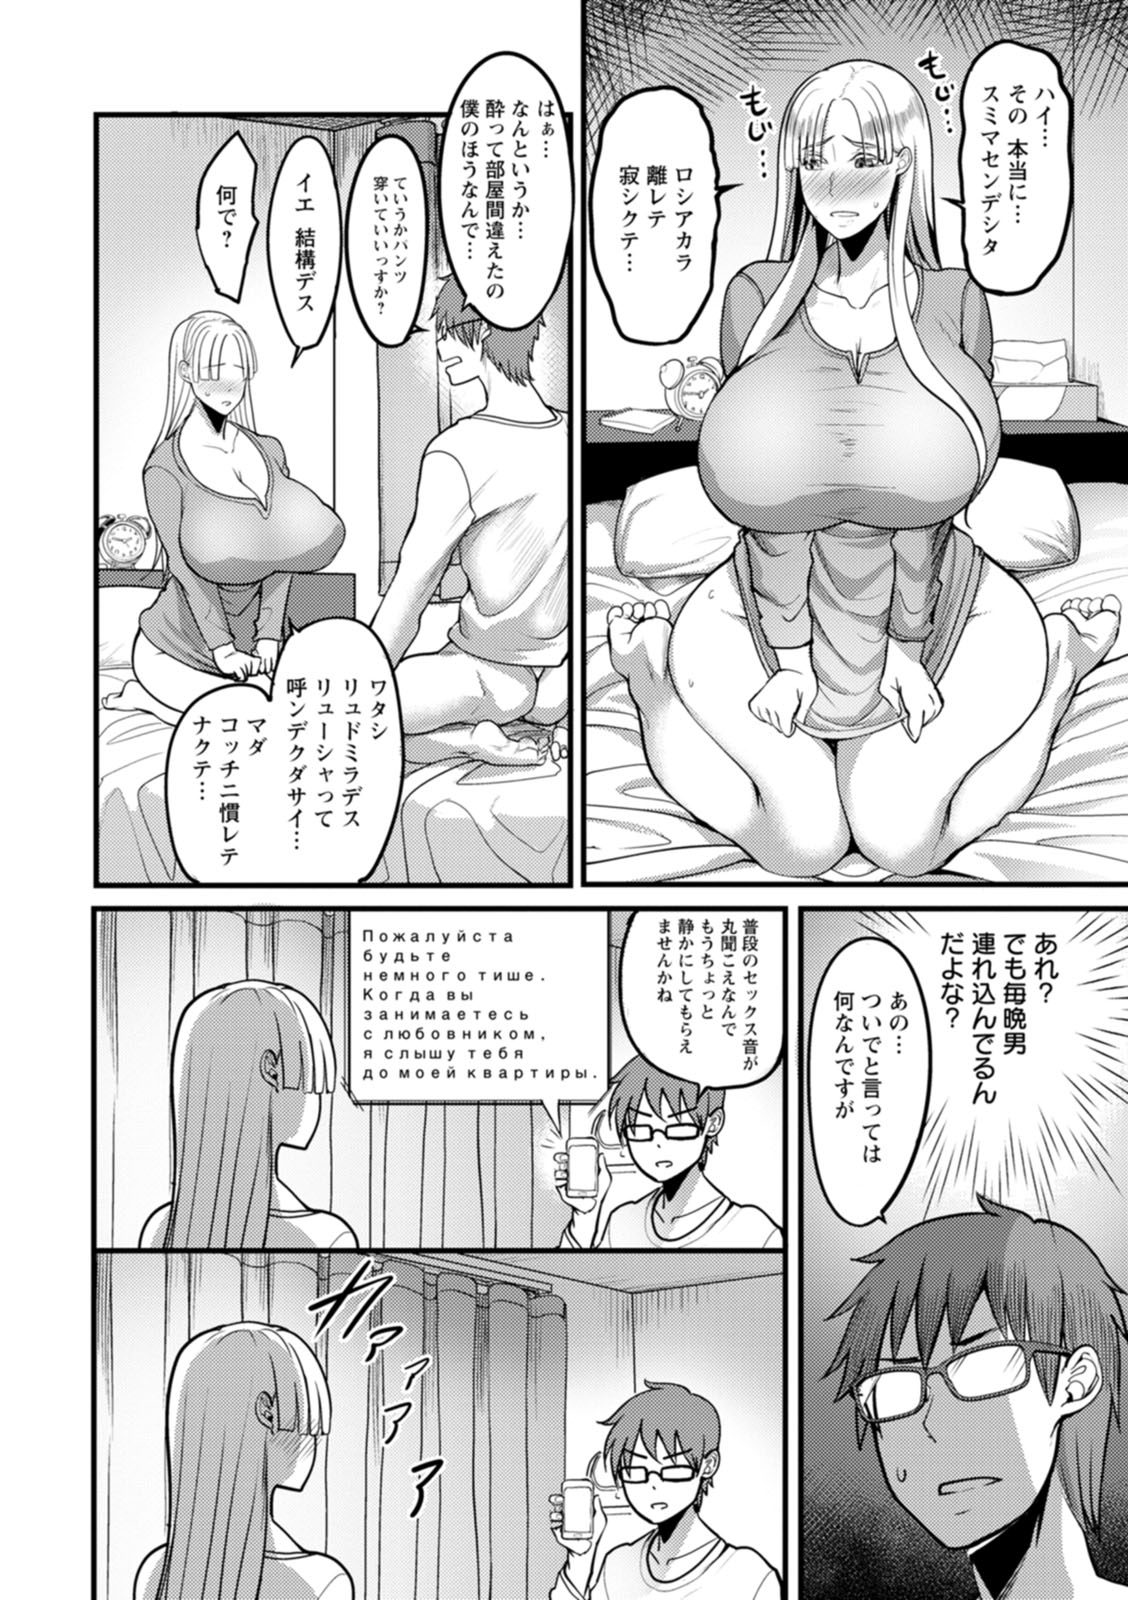 ハイ…
その 本当に…
スミマセンデシタ
もじ…
もじ…
ロシアカラ
離レテ
寂シクテ…
はぁ…
なんというか…
酔って部屋間違えたの
僕のほうなんで…
ていうかパンツ
穿いていいっすか？
イエ 結構デス
何で？
ワタシ
リュドミラデス
リューシャって
呼ンデクダサイ…
マダ
コッチニ慣レテ
ナクテ…
あれ？
でも毎晩男
連れ込んでるん
だよな？
あの…
ついでと言っては
何なんですが
普段のセックス音が
丸聞こえなんで
もうちょっと
静かにしてもらえ
ませんかね
Пожалуйста
будьте
немного тише.
Когда вы
занимаетесь
с любовником,
я слышу тебя
до моей квартиры.
かァァァ